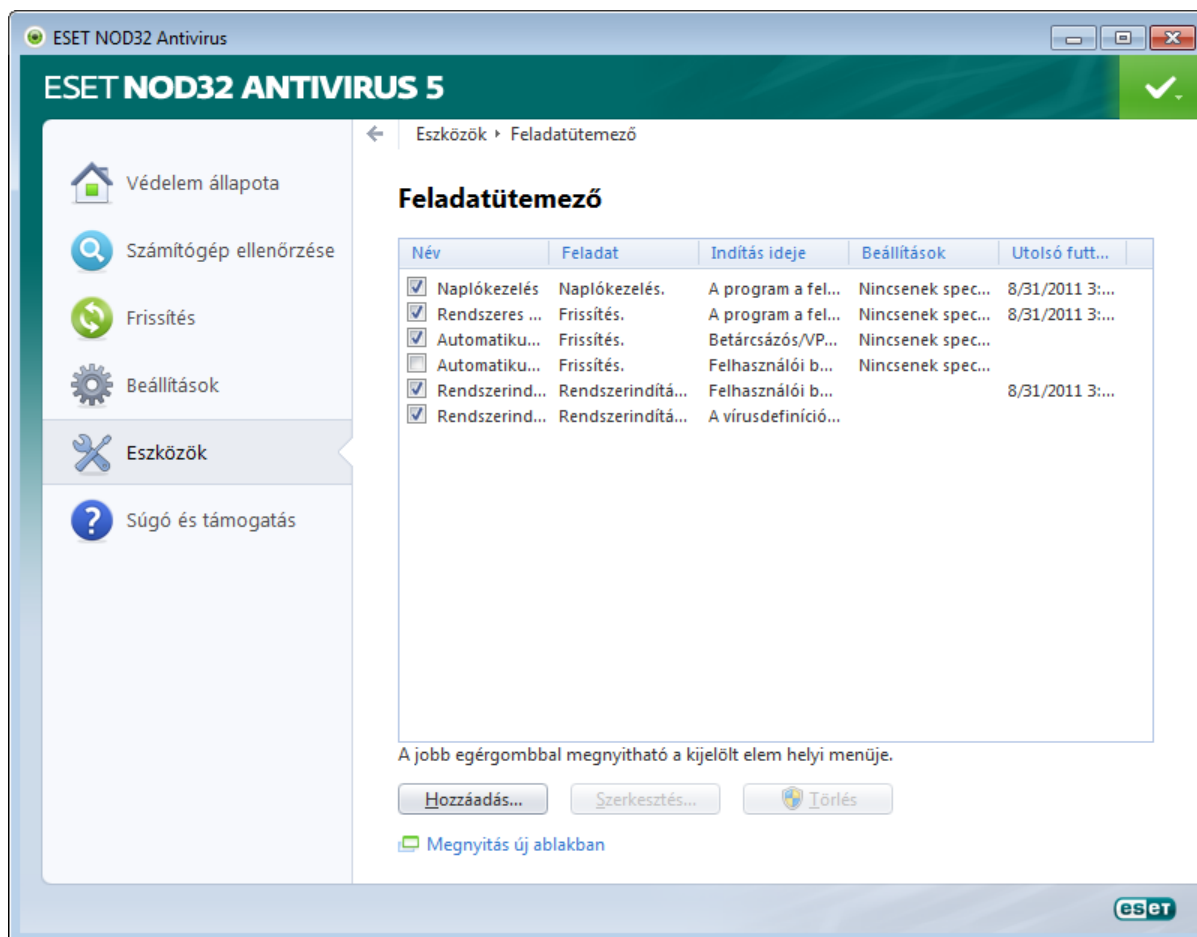 ESET NOD32 Antivirus
ESET NOD32 ANTIVIRUS 5
Eszközök Feladatütemező
Védelem állapota
Számítógép ellenőrzése
Frissítés
Beállítások
Eszközök
Súgó és támogatás
Feladatütemező
Név Feladat Indítás ideje Beállítások Utolsó futt...
Naplókezelés Naplókezelés. A program a fel... Nincsenek spec... 8/31/2011 3:...
Rendszeres ... Frissítés. A program a fel... Nincsenek spec... 8/31/2011 3:...
Automatiku... Frissítés. Betárcsázós/VP... Nincsenek spec...
Automatiku... Frissítés. Felhasználói b... Nincsenek spec...
Rendszerind... Rendszerindítá... Felhasználói b... 8/31/2011 3:...
Rendszerind... Rendszerindítá... A vírusdefiníció...
A jobb egérgombbal megnyitható a kijelölt elem helyi menüje.
Hozzáadás... Szerkesztés... Törlés
Megnyitás új ablakban
eset